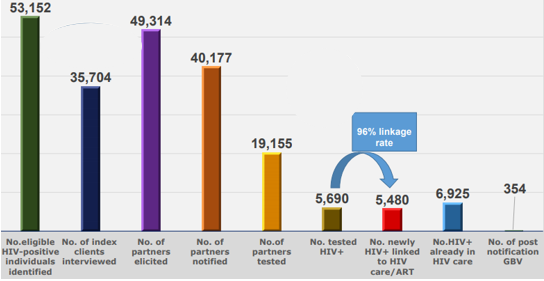 53,152
35,704
49,314
40,177
19,155
5,690
5,480
6,925
354
96% linkage
rate
No.eligible
HIV-positive
individuals
identified
No. of index
clients
interviewed
No. of
partners
elicited
No. of
partners
notified
No.of
partners
tested
No. tested
HIV+
No. newly
HIV+ linked
to HIV
care/ART
No.HIV+
already in
HIV care
No. of post
notification
GBV